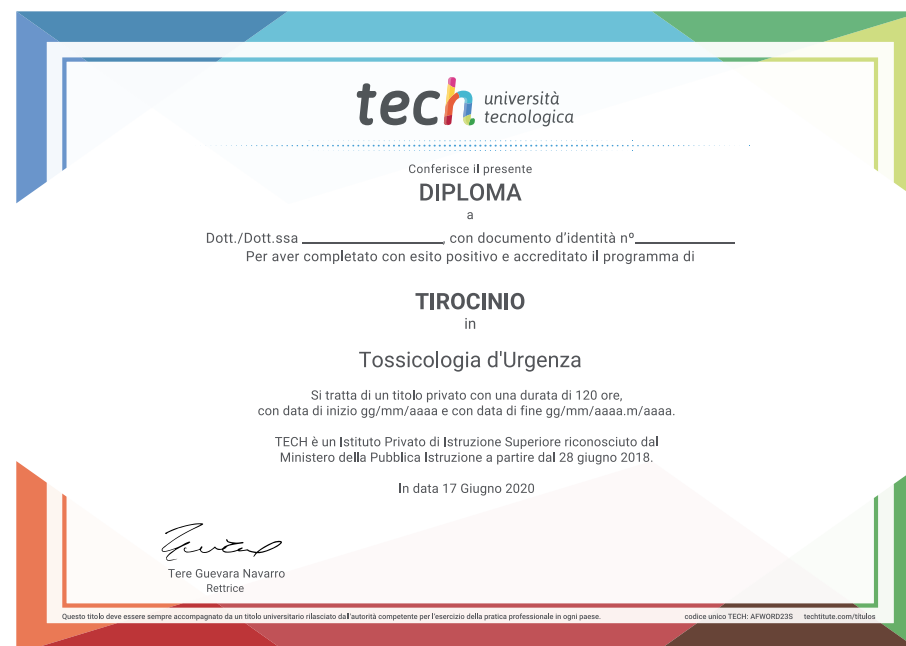 tech università
tecnologica
Conferisce il presente
DIPLOMA
a
Dott./Dott.ssa ____________________, con documento d'identità nº______________
Per aver completato con esito positivo e accreditato il programma di
TIROCINIO
in
Tossicologia d'Urgenza
Si tratta di un titolo privato con una durata di 120 ore,
con data di inizio gg/mm/aaaa e con data di fine gg/mm/aaaa.m/aaaa.
TECH è un Istituto Privato di Istruzione Superiore riconosciuto dal
Ministero della Pubblica Istruzione a partire dal 28 giugno 2018.
In data 17 Giugno 2020
Tere Guevara Navarro
Rettrice
Questo titolo deve essere sempre accompagnato da un titolo universitario rilasciato dall'autorità competente per l'esercizio della pratica professionale in ogni paese. codice unico TECH: AFWORD23S techtitute.com/titulos